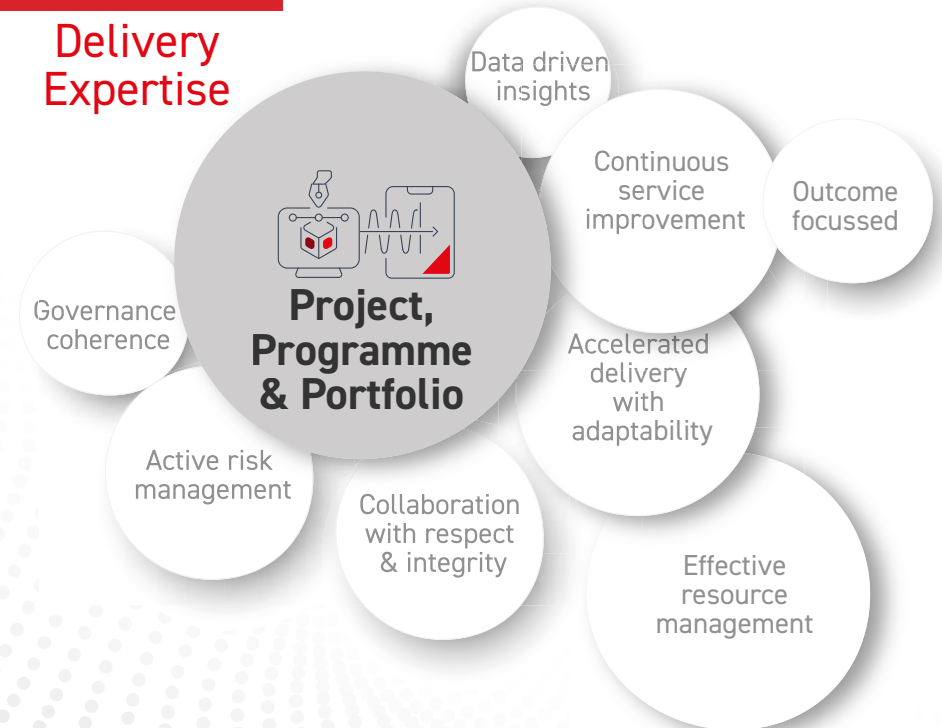 Delivery
Expertise
Data driven
insights
Continuous
service
improvement
Outcome
focussed
Project,
Programme
& Portfolio
Governance
coherence
Accelerated
delivery
with
adaptability
Active risk
management
Collaboration
with respect
& integrity
Effective
resource
management